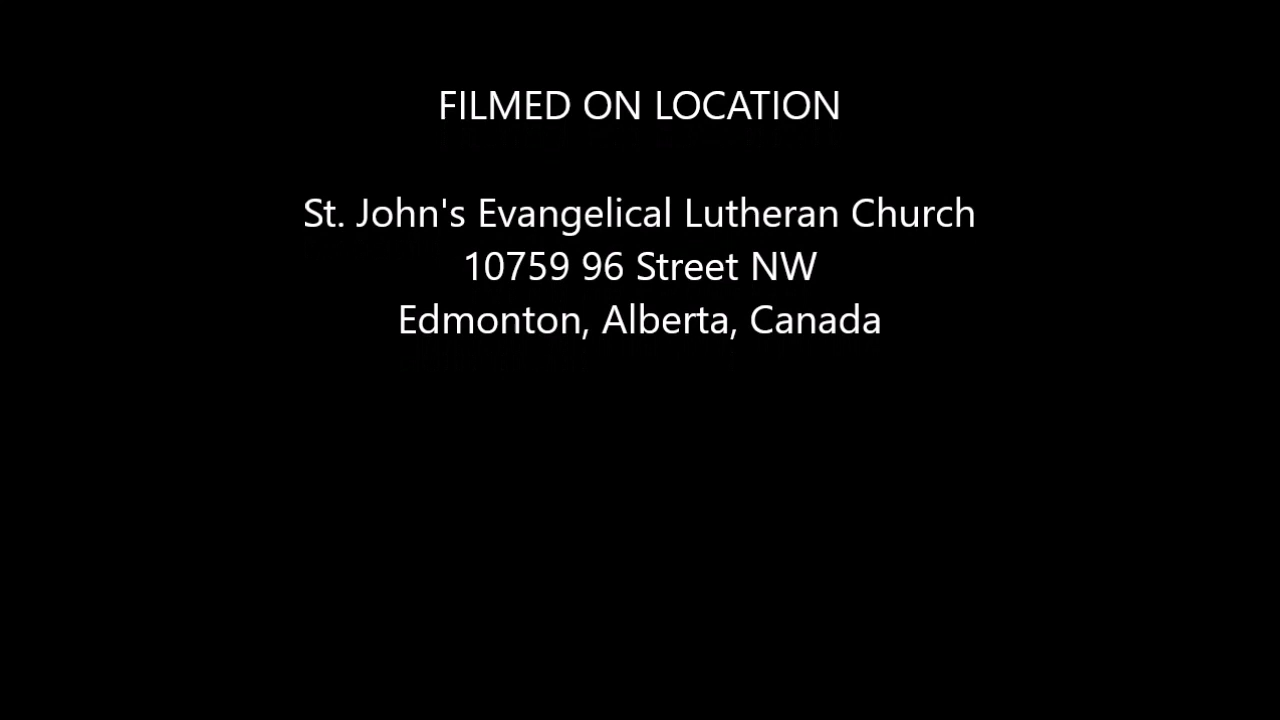 FILMED ON LOCATION
St. John's Evangelical Lutheran Church
10759 96 Street NW
Edmonton, Alberta, Canada